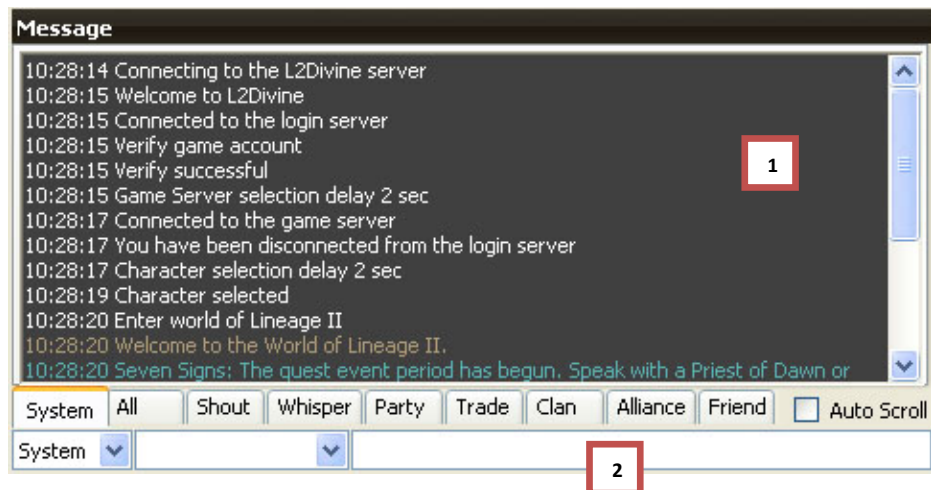 Message
10:28:14 Connecting to the L2Divine server
10:28:15 Welcome to L2Divine
10:28:15 Connected to the login server
10:28:15 Verify game account
10:28:15 Verify successful
10:28:15 Game Server selection delay 2 sec
10:28:17 Connected to the game server
10:28:17 You have been disconnected from the login server
10:28:17 Character selection delay 2 sec
10:28:19 Character selected
10:28:20 Enter world of Lineage II
10:28:20 Welcome to the World of Lineage II.
10:28:20 Seven Signs: The quest event period has begun. Speak with a Priest of Dawn or
1
System All Shout Whisper Party Trade Clan Alliance Friend Auto Scroll
System
2